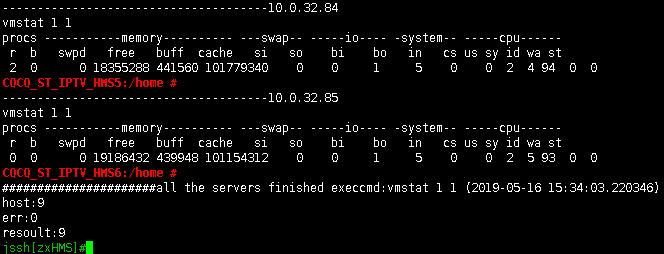 --------------------------------------10.0.32.84
vmstat 1 1
procs -----------memory---------- ---swap-- -----io---- -system-- -----cpu------
r b swpd free buff cache si so bi bo in cs us sy id wa st
2 0 0 18355288 441560 101779340 0 0 1 5 0 0 2 4 94 0 0
COCO_ST_IPTV_HMS5:/home #
--------------------------------------10.0.32.85
vmstat 1 1
procs -----------memory---------- ---swap-- -----io---- -system-- -----cpu------
r b swpd free buff cache si so bi bo in cs us sy id wa st
0 0 0 19186432 439948 101154312 0 0 1 5 0 0 2 5 93 0 0
COCO_ST_IPTV_HMS6:/home #
######################all the servers finished execcmd:vmstat 1 1 (2019-05-16 15:34:03.220346)
host:9
err:0
resoult:9
jssh[zxHMS]#